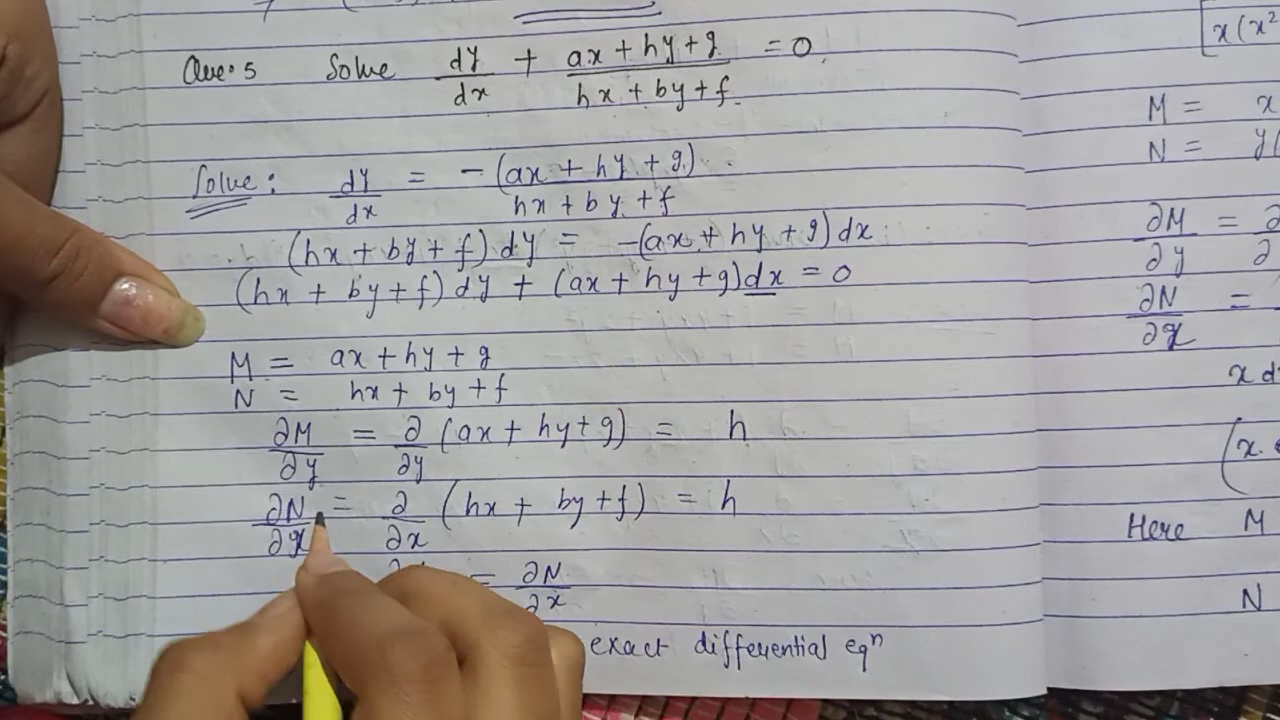 Que. 5 Solve dy/dx + (ax + hy + g)/(hx + by + f) = 0.
Solve: dy/dx = -(ax + hy + g)/(hx + by + f)
(hx + by + f) dy = -(ax + hy + g) dx
(hx + by + f) dy + (ax + hy + g) dx = 0
M = ax + hy + g
N = hx + by + f
∂M/∂y = ∂/∂y (ax + hy + g) = h
∂N/∂x = ∂/∂x (hx + by + f) = h
= ∂N/∂x
exact differential eqⁿ
x(x²
M = x
N = y(
∂M/∂y =
∂N/∂x =
x d
(x.
Here M
N